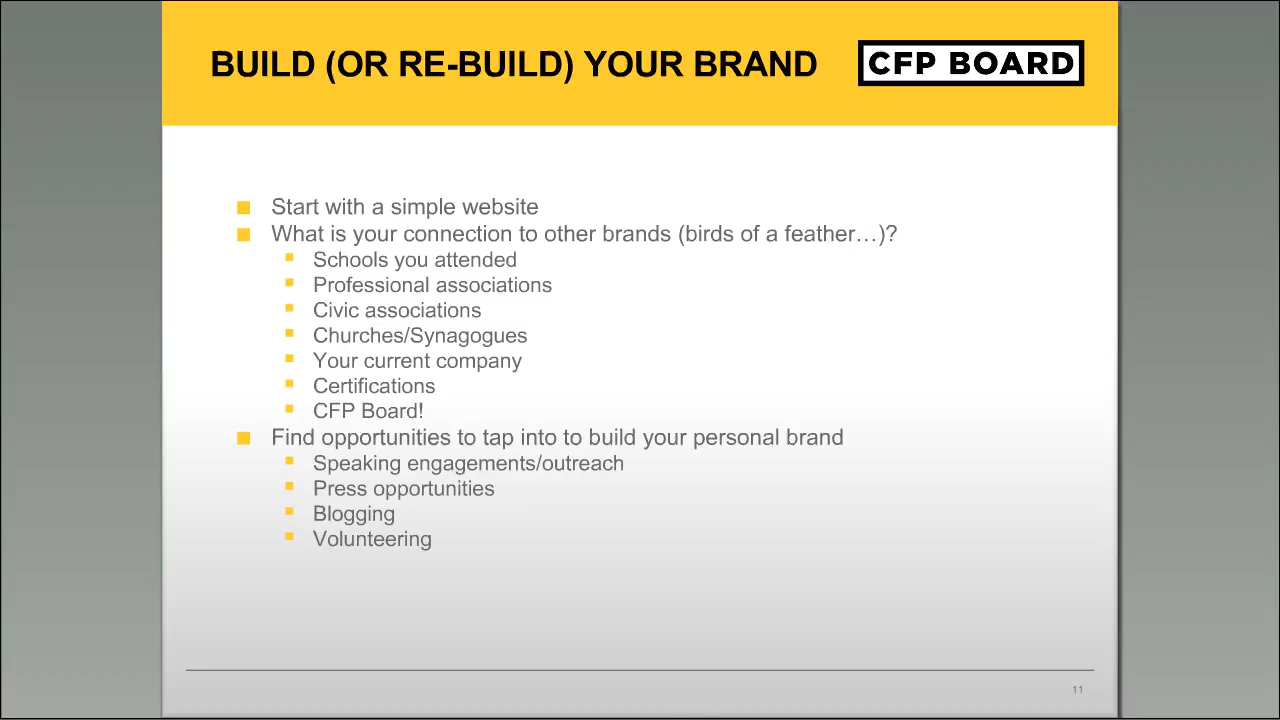 BUILD (OR RE-BUILD) YOUR BRAND
CFP BOARD
Start with a simple website
What is your connection to other brands (birds of a feather…)?
Schools you attended
Professional associations
Civic associations
Churches/Synagogues
Your current company
Certifications
CFP Board!
Find opportunities to tap into to build your personal brand
Speaking engagements/outreach
Press opportunities
Blogging
Volunteering
11